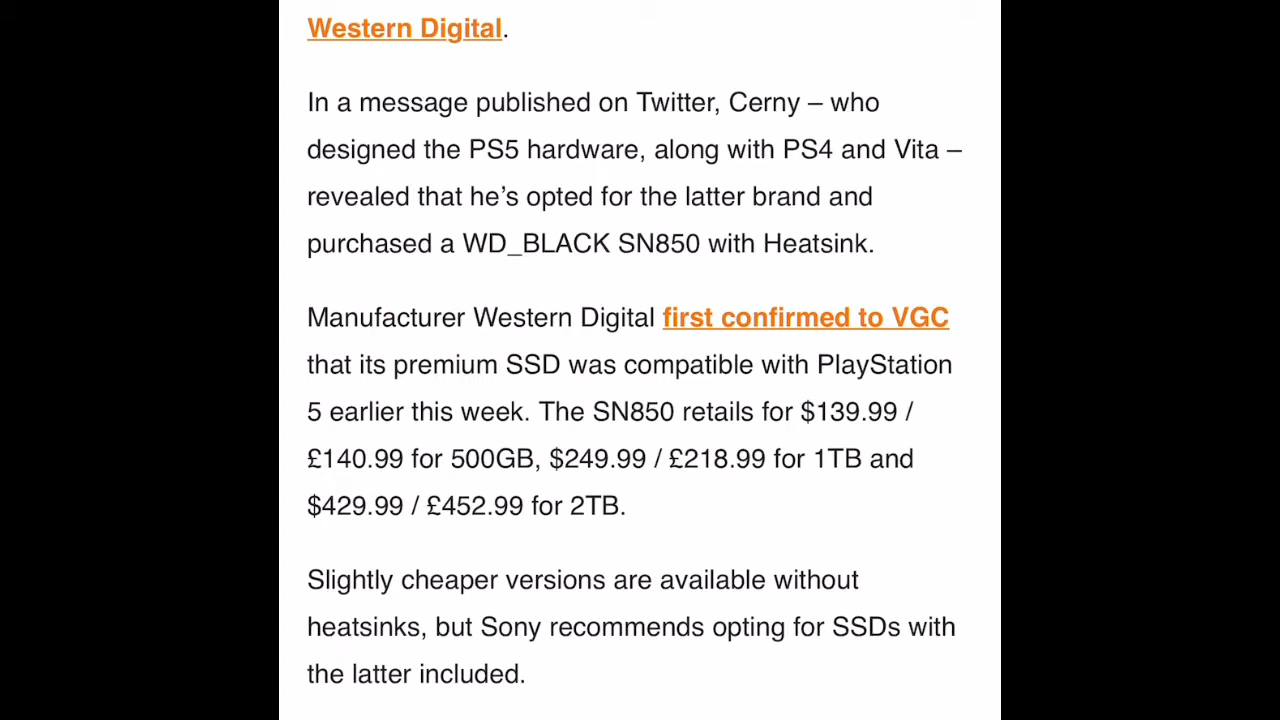 Western Digital.
In a message published on Twitter, Cerny – who
designed the PS5 hardware, along with PS4 and Vita –
revealed that he’s opted for the latter brand and
purchased a WD_BLACK SN850 with Heatsink.
Manufacturer Western Digital first confirmed to VGC
that its premium SSD was compatible with PlayStation
5 earlier this week. The SN850 retails for $139.99 /
£140.99 for 500GB, $249.99 / £218.99 for 1TB and
$429.99 / £452.99 for 2TB.
Slightly cheaper versions are available without
heatsinks, but Sony recommends opting for SSDs with
the latter included.